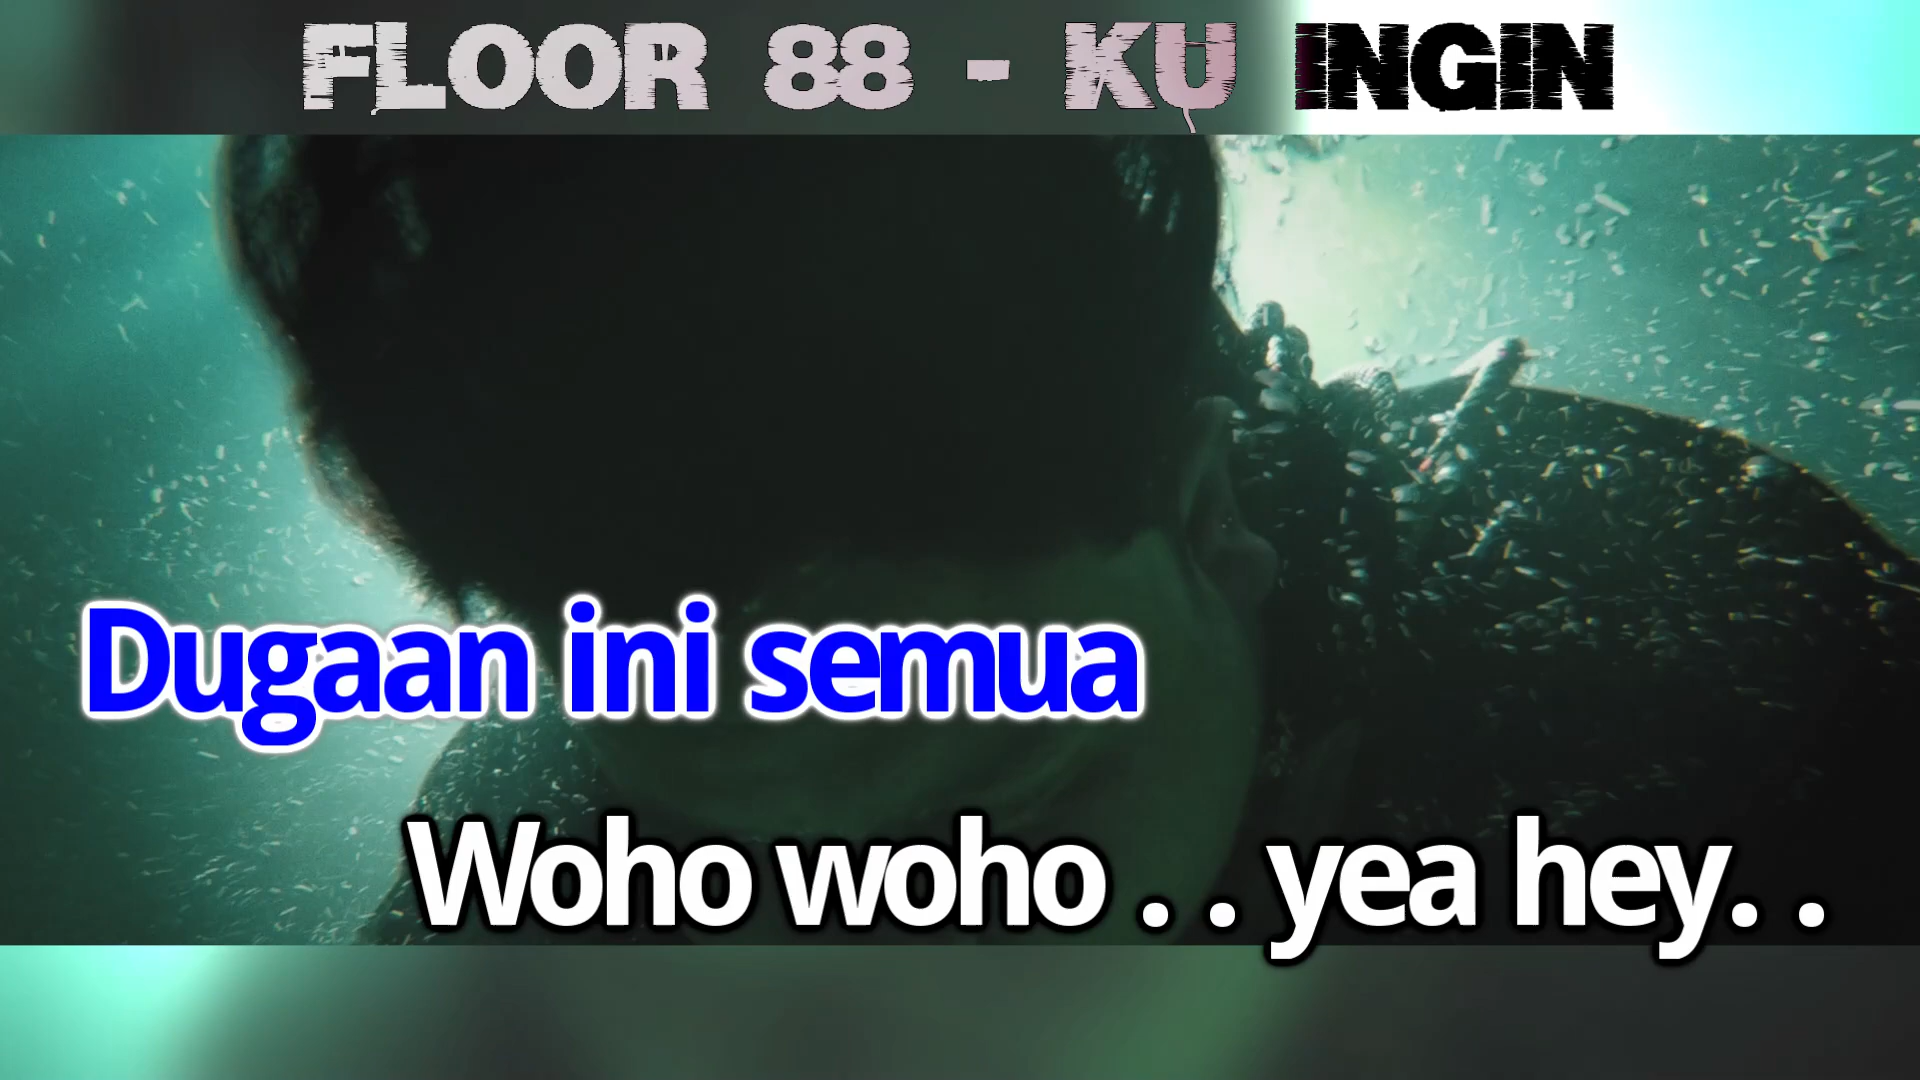 FLOOR 88 - KU INGIN
Dugaan ini semua
Woho woho . . yea hey. .